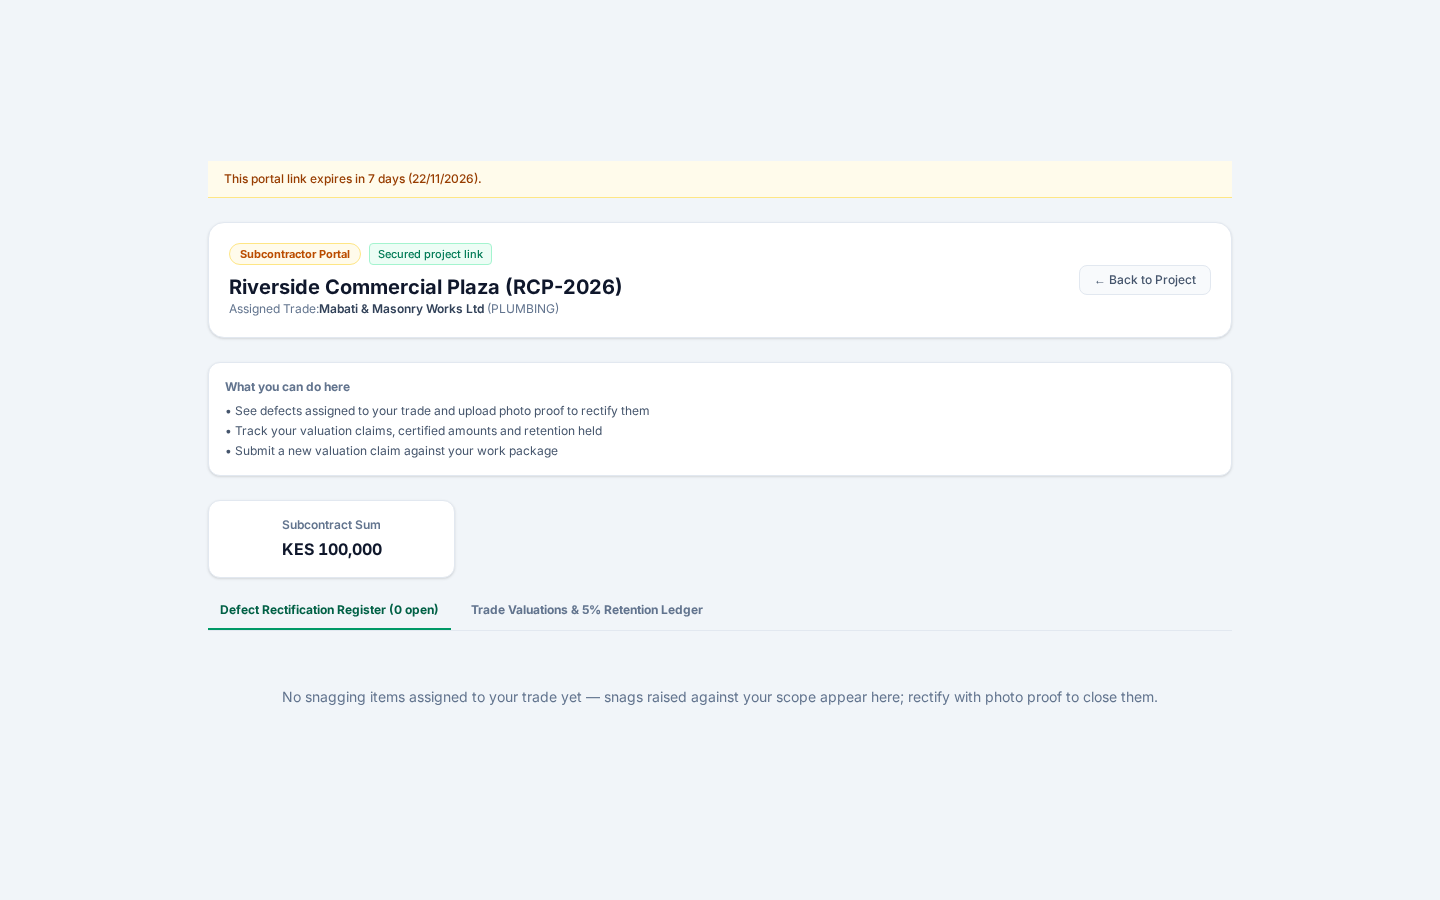 This portal link expires in 7 days (22/11/2026).
Subcontractor Portal
Secured project link
Riverside Commercial Plaza (RCP-2026)
Assigned Trade:Mabati & Masonry Works Ltd (PLUMBING)
← Back to Project
What you can do here
• See defects assigned to your trade and upload photo proof to rectify them
• Track your valuation claims, certified amounts and retention held
• Submit a new valuation claim against your work package
Subcontract Sum
KES 100,000
Defect Rectification Register (0 open)
Trade Valuations & 5% Retention Ledger
No snagging items assigned to your trade yet — snags raised against your scope appear here; rectify with photo proof to close them.